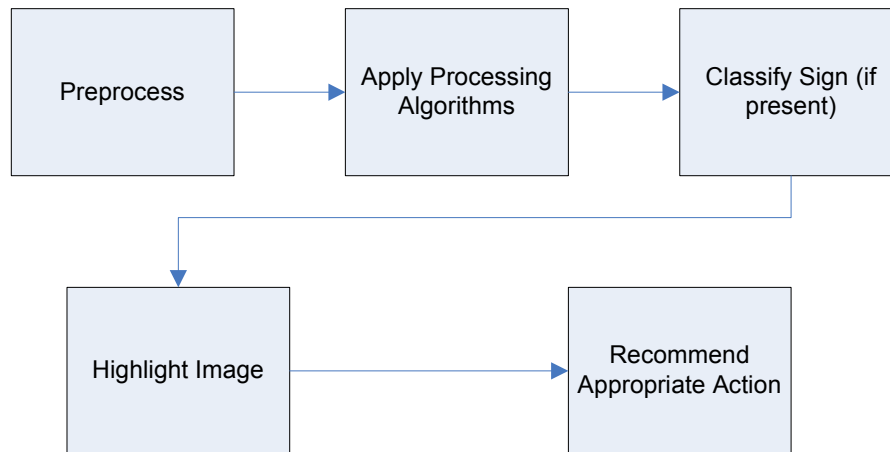 Preprocess
Apply Processing
Algorithms
Classify Sign (if
present)
Highlight Image
Recommend
Appropriate Action